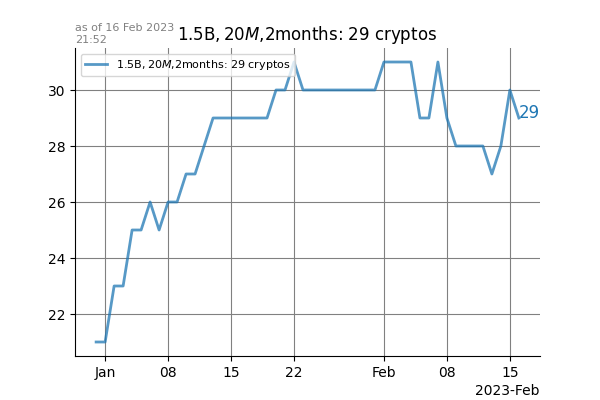 as of 16 Feb 2023
21:52
1.5B, 20M,2months: 29 cryptos
1.5B, 20M,2months: 29 cryptos
30
28
26
24
22
29
Jan 08 15 22 Feb 08 15
2023-Feb